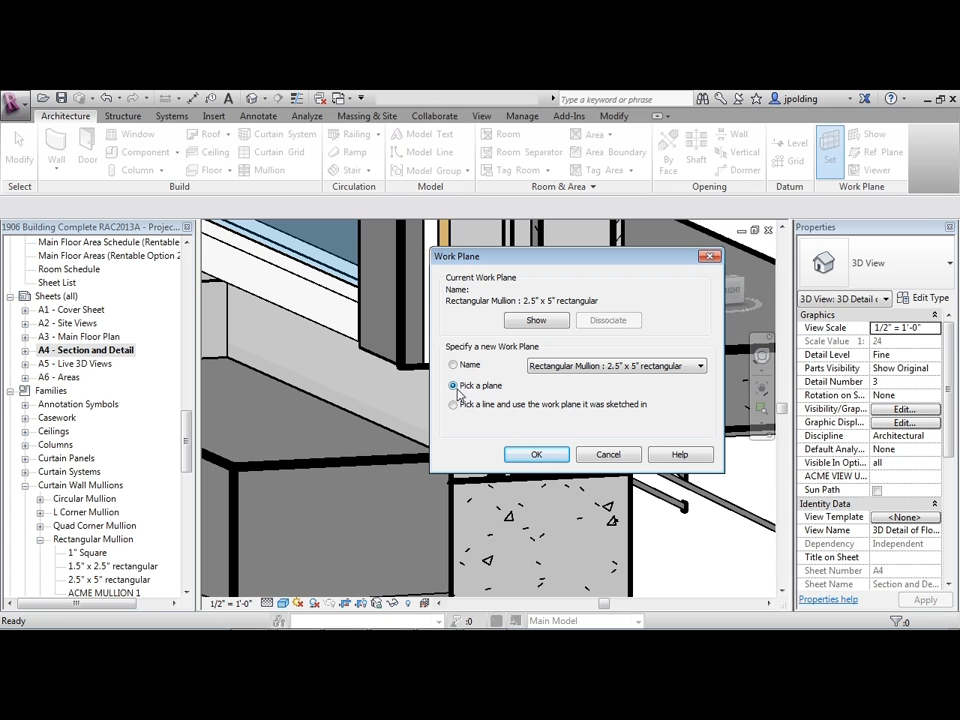 Type a keyword or phrase
jpolding
Architecture Structure Systems Insert Annotate Analyze Massing & Site Collaborate View Manage Add-Ins Modify
Modify
Wall
Door
Window
Component
Column
Roof
Ceiling
Floor
Curtain System
Curtain Grid
Mullion
Railing
Ramp
Stair
Model Text
Model Line
Model Group
Room
Room Separator
Tag Room
Area
Area Boundary
Tag Area
By Face
Shaft
Wall
Vertical
Dormer
Level
Grid
Set
Show
Ref Plane
Viewer
Select Build Circulation Model Room & Area Opening Datum Work Plane
1906 Building Complete RAC2013A - Projec...
Main Floor Area Schedule (Rentable
Main Floor Areas (Rentable Option 2
Room Schedule
Sheet List
Sheets (all)
A1 - Cover Sheet
A2 - Site Views
A3 - Main Floor Plan
A4 - Section and Detail
A5 - Live 3D Views
A6 - Areas
Families
Annotation Symbols
Casework
Ceilings
Columns
Curtain Panels
Curtain Systems
Curtain Wall Mullions
Circular Mullion
L Corner Mullion
Quad Corner Mullion
Rectangular Mullion
1" Square
1.5" x 2.5" rectangular
2.5" x 5" rectangular
ACME MULLION 1
Work Plane
Current Work Plane
Name:
Rectangular Mullion : 2.5" x 5" rectangular
Show Dissociate
Specify a new Work Plane
Name Rectangular Mullion : 2.5" x 5" rectangular
Pick a plane
Pick a line and use the work plane it was sketched in
OK Cancel Help
Properties
3D View
3D View: 3D Detail c Edit Type
Graphics
View Scale 1/2" = 1'-0"
Scale Value 1: 24
Detail Level Fine
Parts Visibility Show Original
Detail Number 3
Rotation on S... None
Visibility/Grap... Edit...
Graphic Displ... Edit...
Discipline Architectural
Default Analy... None
Visible In Opti... all
ACME VIEW U...
Sun Path
Identity Data
View Template <None>
View Name 3D Detail of Flo...
Dependency Independent
Title on Sheet
Sheet Number A4
Sheet Name Section and De...
Properties help Apply
1/2" = 1'-0"
Ready
:0
Main Model
:0